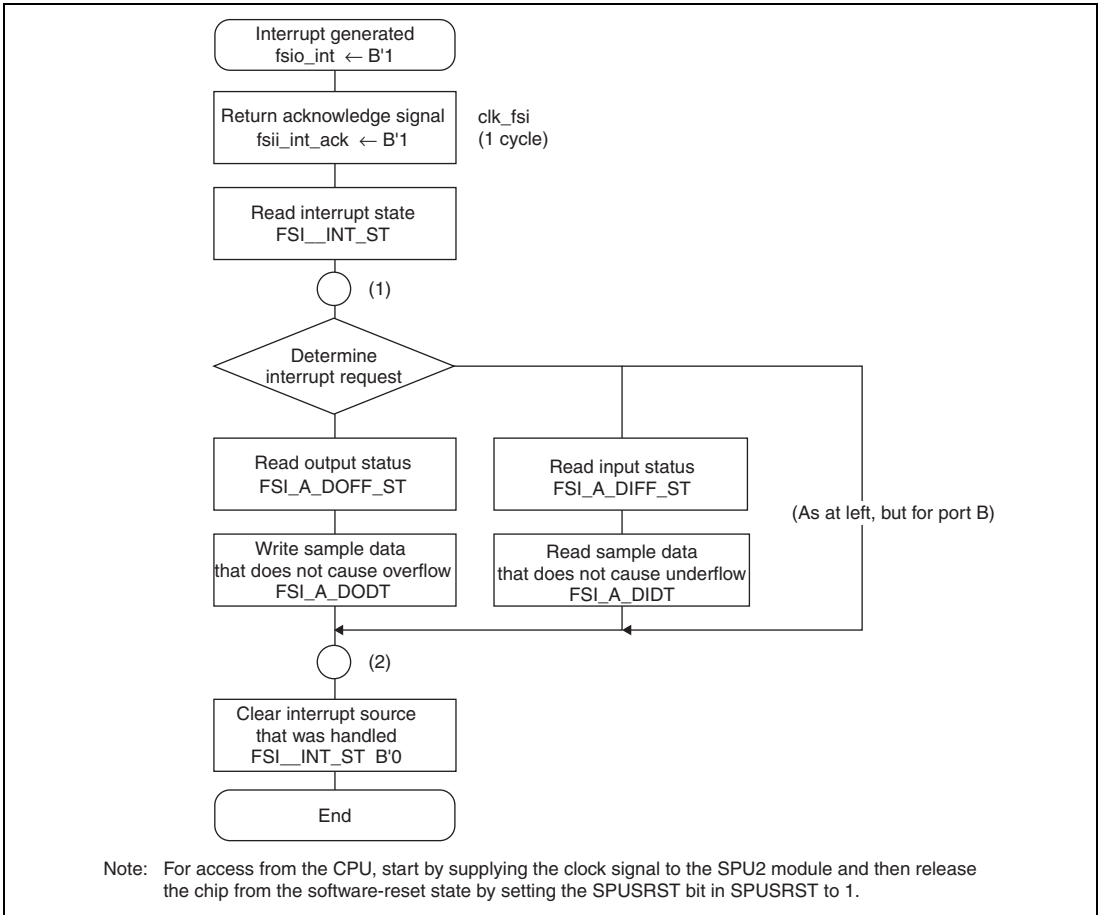 Interrupt generated
fsio_int ← B'1
Return acknowledge signal
fsii_int_ack ← B'1
clk_fsi
(1 cycle)
Read interrupt state
FSI__INT_ST
(1)
Determine
interrupt request
Read output status
FSI_A_DOFF_ST
Read input status
FSI_A_DIFF_ST
(As at left, but for port B)
Write sample data
that does not cause overflow
FSI_A_DODT
Read sample data
that does not cause underflow
FSI_A_DIDT
(2)
Clear interrupt source
that was handled
FSI__INT_ST B'0
End
Note: For access from the CPU, start by supplying the clock signal to the SPU2 module and then release
the chip from the software-reset state by setting the SPUSRST bit in SPUSRST to 1.